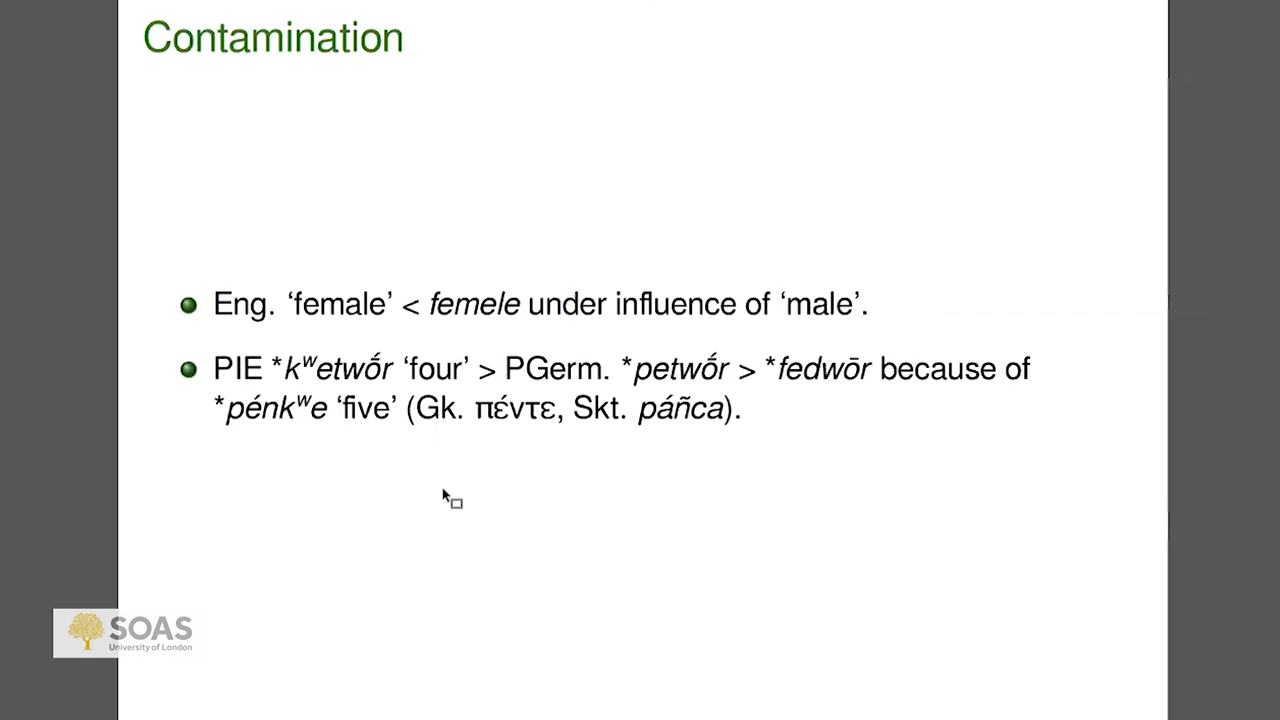 Contamination
Eng. ‘female’ < femele under influence of ‘male’.
PIE *kʷetwṓr ‘four’ > PGerm. *petwṓr > *fedwōr because of
*pénkʷe ‘five’ (Gk. πέντε, Skt. páñca).
SOAS
University of London